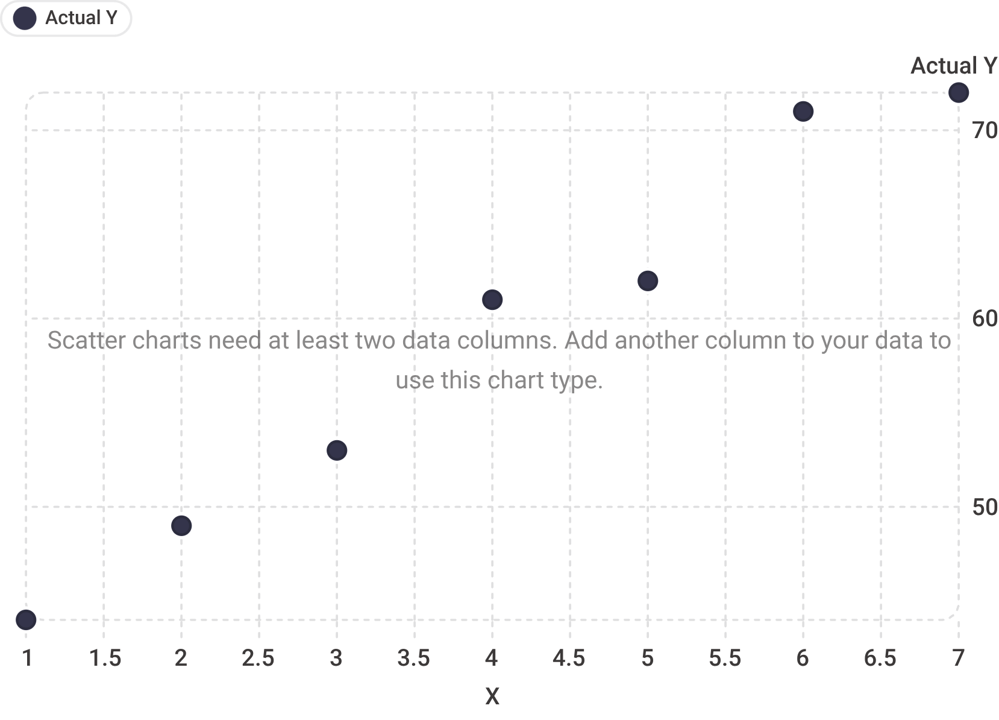 Actual Y
Actual Y
70
60
Scatter charts need at least two data columns. Add another column to your data to
use this chart type.
50
1 1.5 2 2.5 3 3.5 4 4.5 5 5.5 6 6.5 7
X